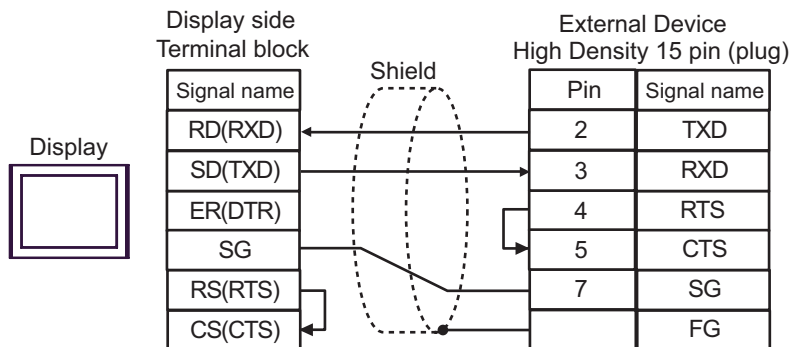 Display side
Terminal block
External Device
High Density 15 pin (plug)
Shield
Display
Signal name
Pin Signal name
RD(RXD) 2 TXD
SD(TXD) 3 RXD
ER(DTR) 4 RTS
SG 5 CTS
RS(RTS) 7 SG
CS(CTS) FG